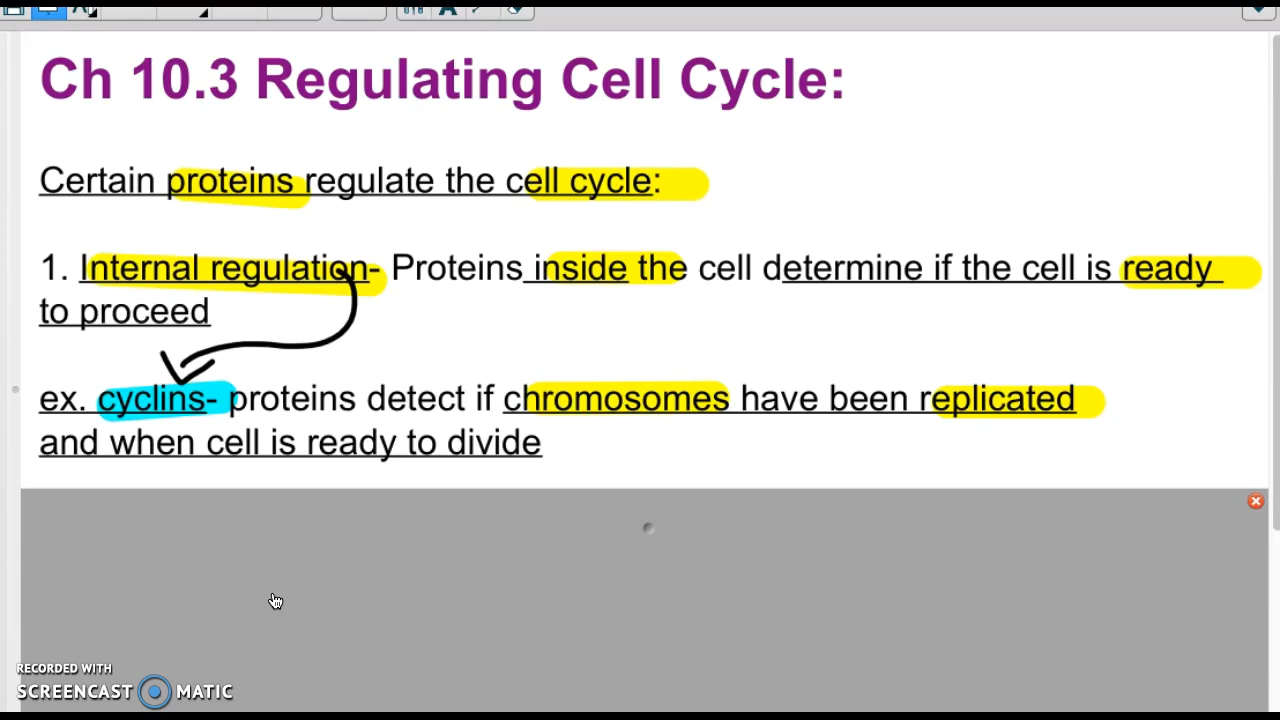 Ch 10.3 Regulating Cell Cycle:
Certain proteins regulate the cell cycle:
1. Internal regulation- Proteins inside the cell determine if the cell is ready
to proceed
ex. cyclins- proteins detect if chromosomes have been replicated
and when cell is ready to divide
RECORDED WITH
SCREENCAST MATIC